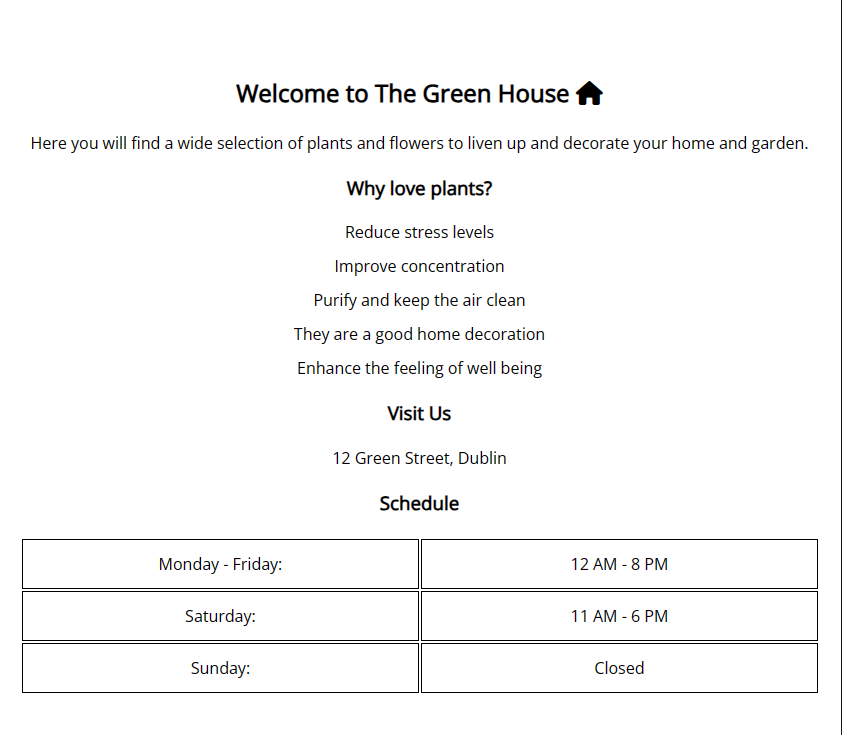 Welcome to The Green House
Here you will find a wide selection of plants and flowers to liven up and decorate your home and garden.
Why love plants?
Reduce stress levels
Improve concentration
Purify and keep the air clean
They are a good home decoration
Enhance the feeling of well being
Visit Us
12 Green Street, Dublin
Schedule
Monday - Friday: 12 AM - 8 PM
Saturday: 11 AM - 6 PM
Sunday: Closed